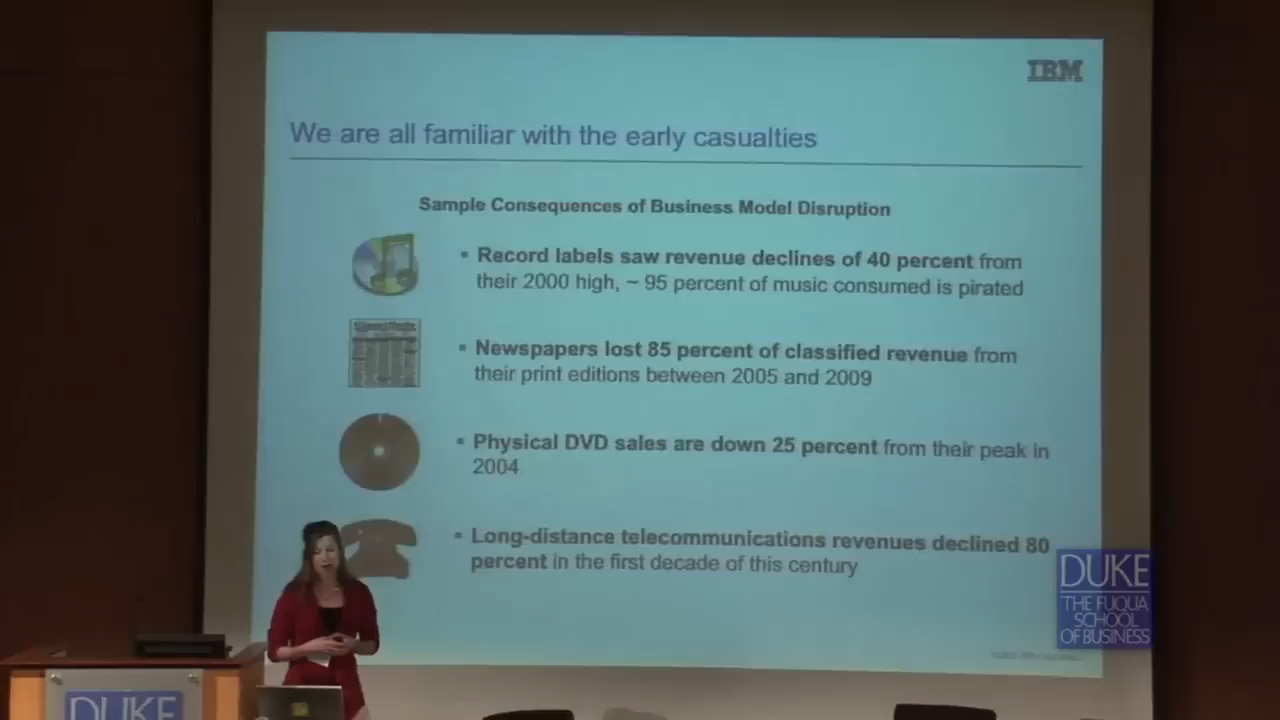 IBM
We are all familiar with the early casualties
Sample Consequences of Business Model Disruption
▪ Record labels saw revenue declines of 40 percent from
their 2000 high, ~ 95 percent of music consumed is pirated
▪ Newspapers lost 85 percent of classified revenue from
their print editions between 2005 and 2009
▪ Physical DVD sales are down 25 percent from their peak in
2004
▪ Long-distance telecommunications revenues declined 80
percent in the first decade of this century
DUKE
THE FUQUA
SCHOOL
OF BUSINESS
DUKE